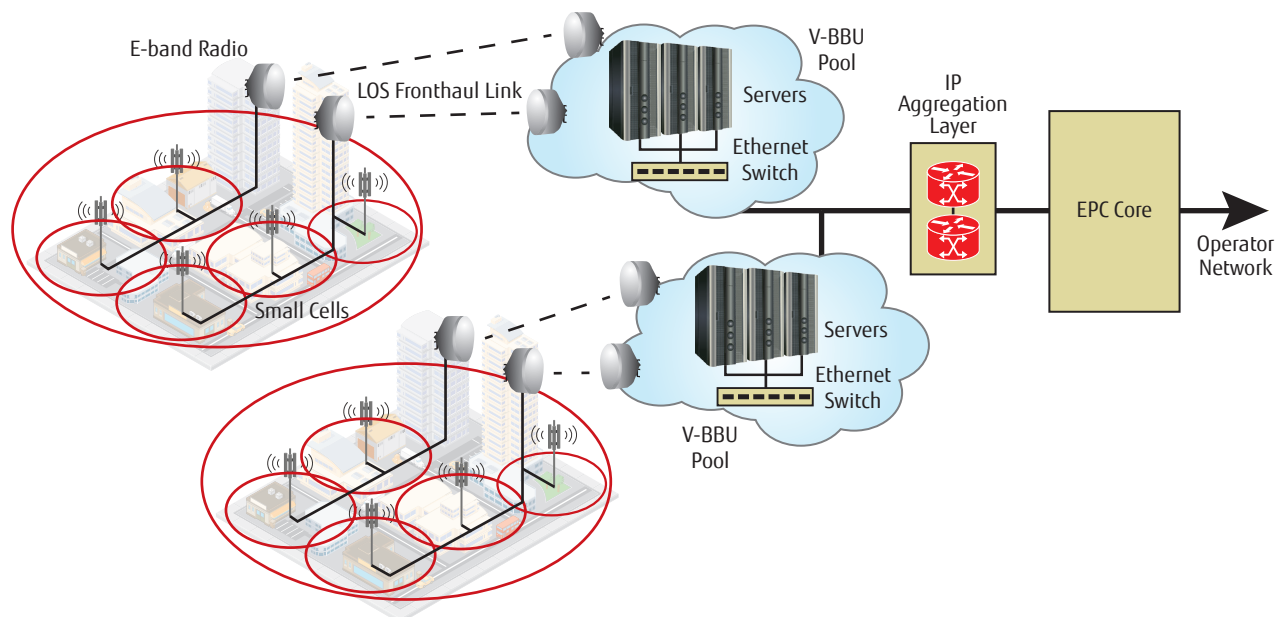 E-band Radio
LOS Fronthaul Link
V-BBU
Pool
Servers
Ethernet
Switch
IP
Aggregation
Layer
EPC Core
Operator
Network
Small Cells
Servers
Ethernet
Switch
V-BBU
Pool